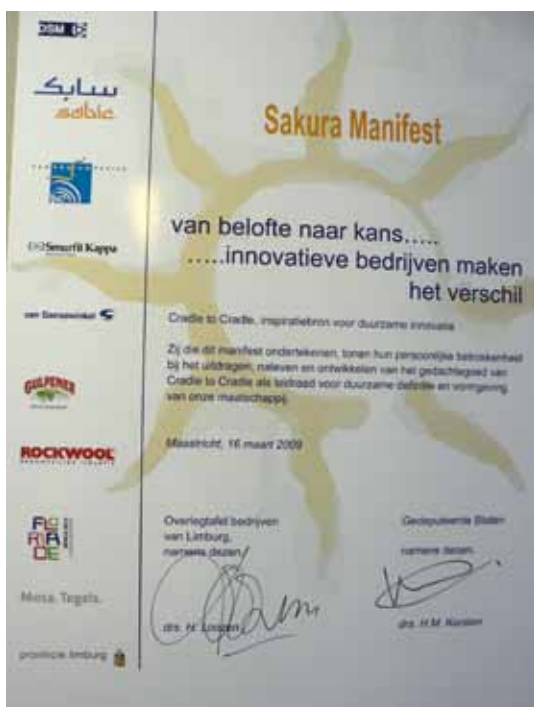 DSM
سابك
sabic
Smurfit Kappa
van Gansewinkel
GULPENER
ROCKWOOL
FLO
RIA
DE
Mosa. Tegels.
provincie limburg
Sakura Manifest
van belofte naar kans.....
.....innovatieve bedrijven maken
het verschil
Cradle to Cradle, inspiratiebron voor duurzame innovatie
Zij die dit manifest ondertekenen, tonen hun persoonlijke betrokkenheid
bij het uitdragen, naleven en ontwikkelen van het gedachtegoed van
Cradle to Cradle als leidraad voor duurzame definitie en vormgeving
van onze maatschappij.
Maastricht, 16 maart 2009
Overlegtafel bedrijven
van Limburg,
namens dezen,
drs. H.
Gedeputeerde Staten
namens dezen,
drs. H.M. Kersten